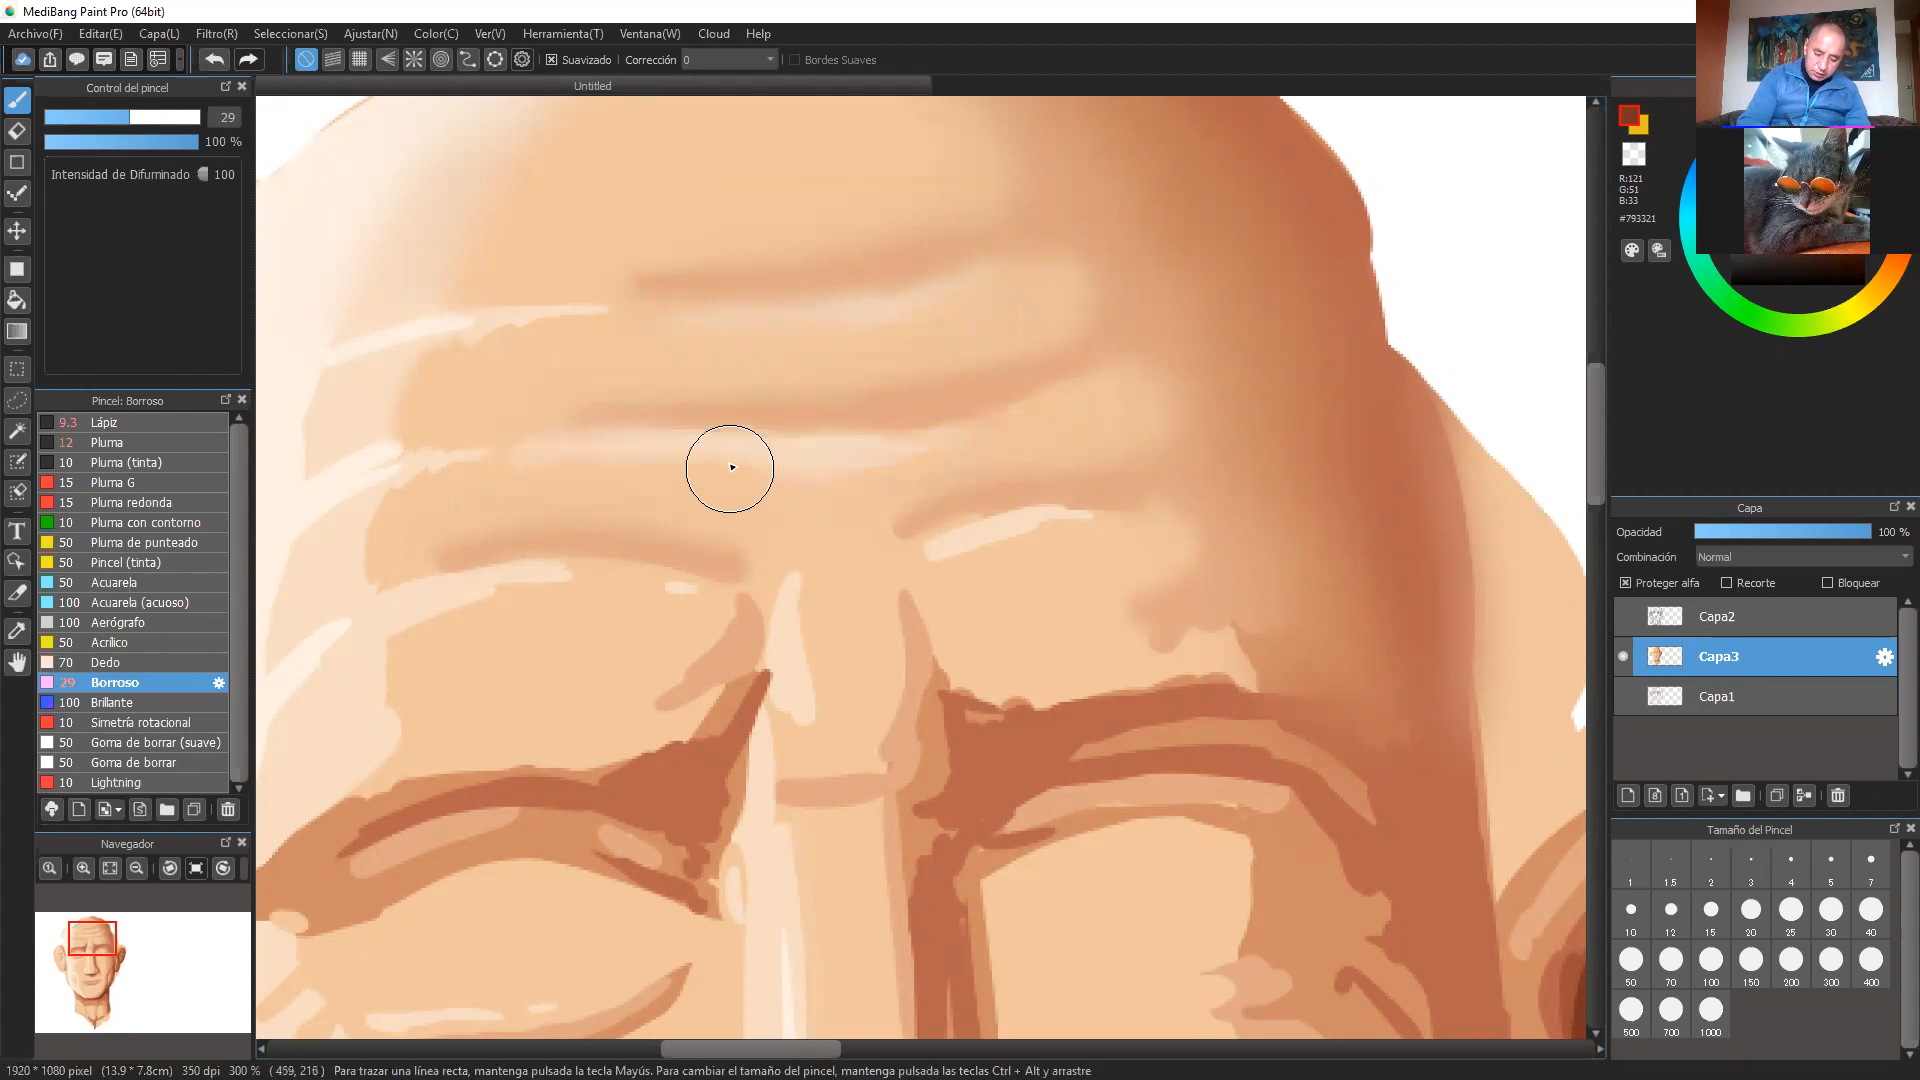 MediBang Paint Pro (64bit)
Archivo(F) Editar(E) Capa(L) Filtro(R) Seleccionar(S) Ajustar(N) Color(C) Ver(V) Herramienta(T) Ventana(W) Cloud Help
Suavizado Corrección 0 Bordes Suaves
Control del pincel
Untitled
29
100 %
Intensidad de Difuminado 100
Pincel: Borroso
9.3 Lápiz
12 Pluma
10 Pluma (tinta)
15 Pluma G
15 Pluma redonda
10 Pluma con contorno
50 Pluma de punteado
50 Pincel (tinta)
50 Acuarela
100 Acuarela (acuoso)
100 Aerógrafo
50 Acrílico
70 Dedo
29 Borroso
100 Brillante
10 Simetría rotacional
50 Goma de borrar (suave)
50 Goma de borrar
10 Lightning
Navegador
R:121
G:51
B:33
#793321
Capa
Opacidad 100 %
Combinación Normal
Proteger alfa Recorte Bloquear
Capa2
Capa3
Capa1
Tamaño del Pincel
1 1.5 2 3 4 5 7
10 12 15 20 25 30 40
50 70 100 150 200 300 400
500 700 1000
1920 * 1080 pixel (13.9 * 7.8cm) 350 dpi 300 % ( 459, 216 ) Para trazar una línea recta, mantenga pulsada la tecla Mayús. Para cambiar el tamaño del pincel, mantenga pulsada las teclas Ctrl + Alt y arrastre